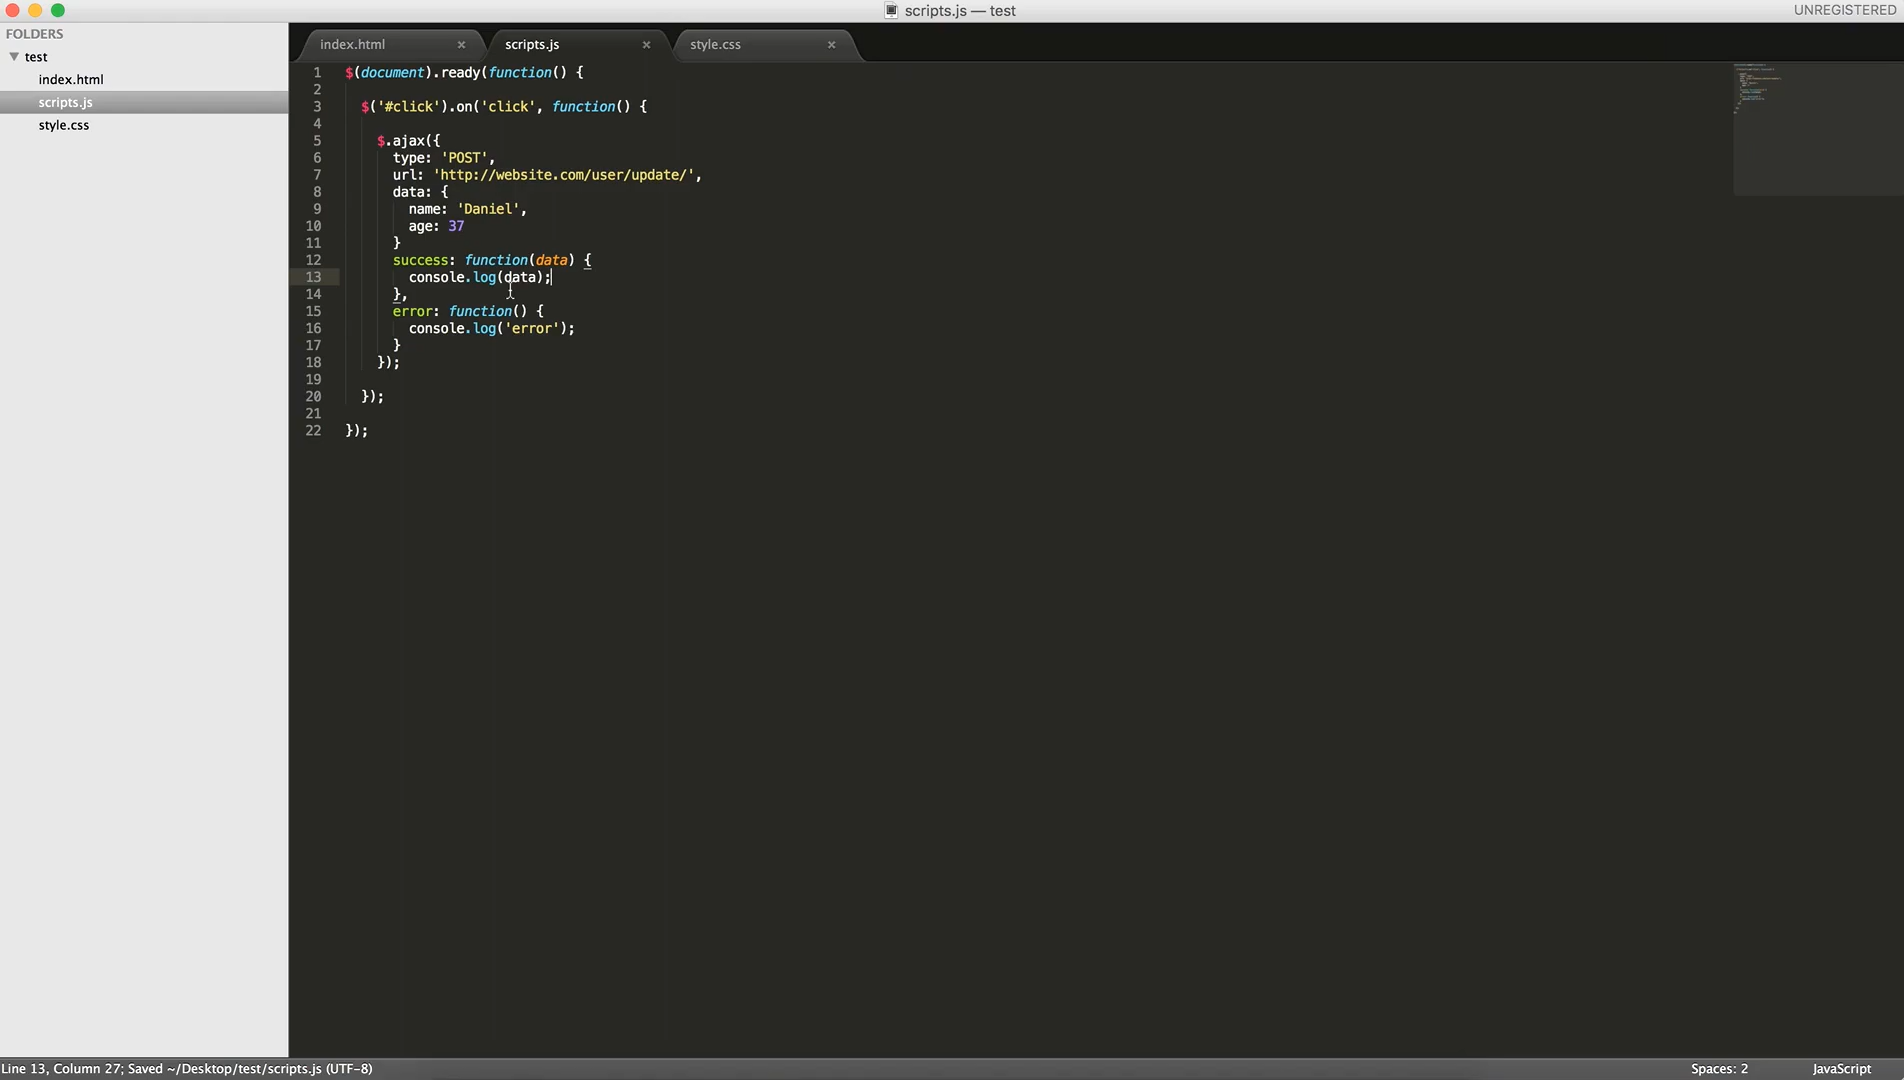 scripts.js — test
UNREGISTERED
FOLDERS
test
index.html
scripts.js
style.css
index.html ×
scripts.js ×
style.css ×
1 $(document).ready(function() {
2
3 $('#click').on('click', function() {
4
5 $.ajax({
6 type: 'POST',
7 url: 'http://website.com/user/update/',
8 data: {
9 name: 'Daniel',
10 age: 37
11 }
12 success: function(data) {
13 console.log(data);
14 },
15 error: function() {
16 console.log('error');
17 }
18 });
19
20 });
21
22 });
Line 13, Column 27; Saved ~/Desktop/test/scripts.js (UTF-8)
Spaces: 2
JavaScript